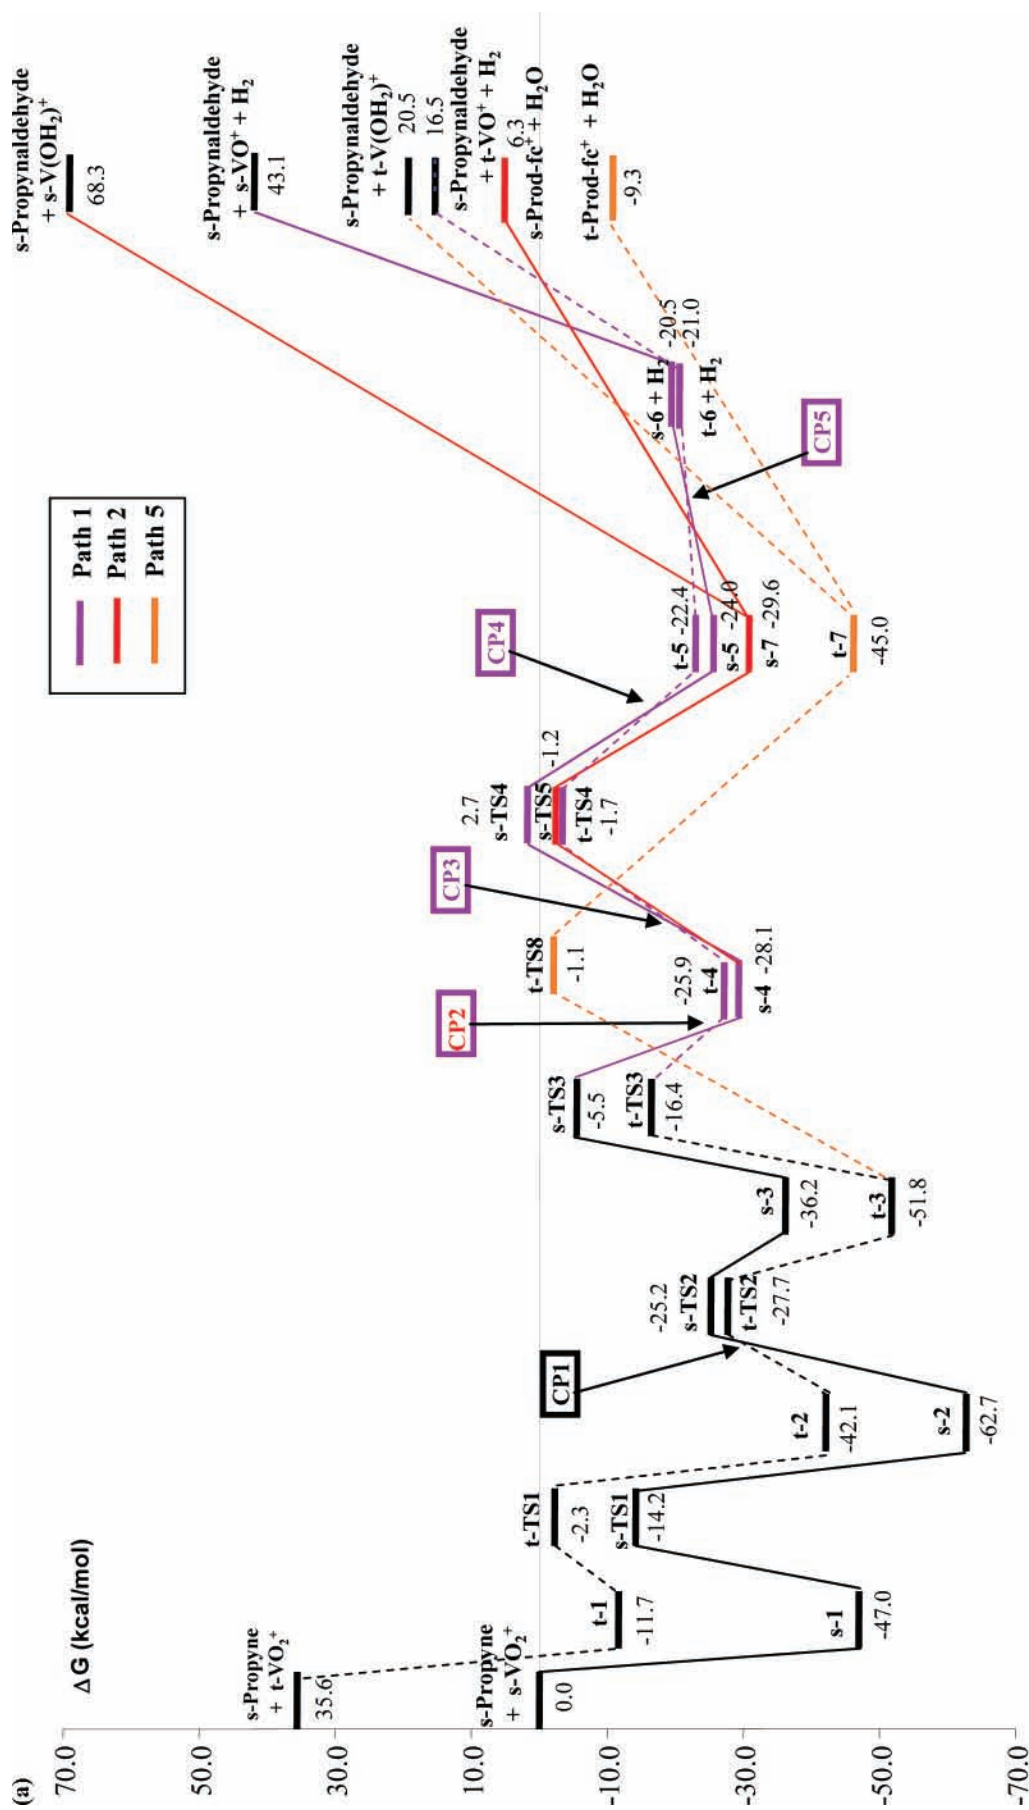 (a)
ΔG (kcal/mol)
70.0
50.0
30.0
10.0
-10.0
-30.0
-50.0
-70.0
s-Propyne
+ t-VO₂⁺
35.6
s-Propyne
+ s-VO₂⁺
0.0
t-1
-11.7
s-1
-47.0
t-TS1
-2.3
s-TS1
-14.2
t-2
-42.1
s-2
-62.7
CP1
-25.2
s-TS2
t-TS2
-27.7
s-3
-36.2
t-3
-51.8
s-TS3
-5.5
t-TS3
-16.4
CP2
t-TS8
-1.1
-25.9
t-4
s-4 -28.1
CP3
2.7
s-TS4
-1.2
s-TS5
t-TS4
-1.7
CP4
t-5 -22.4
s-5 -24.0
s-7 -29.6
t-7
-45.0
Path 1
Path 2
Path 5
CP5
s-6 + H₂ -20.5
-21.0
t-6 + H₂
s-Propynaldehyde
+ s-V(OH₂)⁺
68.3
s-Propynaldehyde
+ s-VO⁺ + H₂
43.1
s-Propynaldehyde
+ t-V(OH₂)⁺
20.5
16.5
s-Propynaldehyde
+ t-VO⁺ + H₂
6.3
s-Prod-fc⁺ + H₂O
t-Prod-fc⁺ + H₂O
-9.3